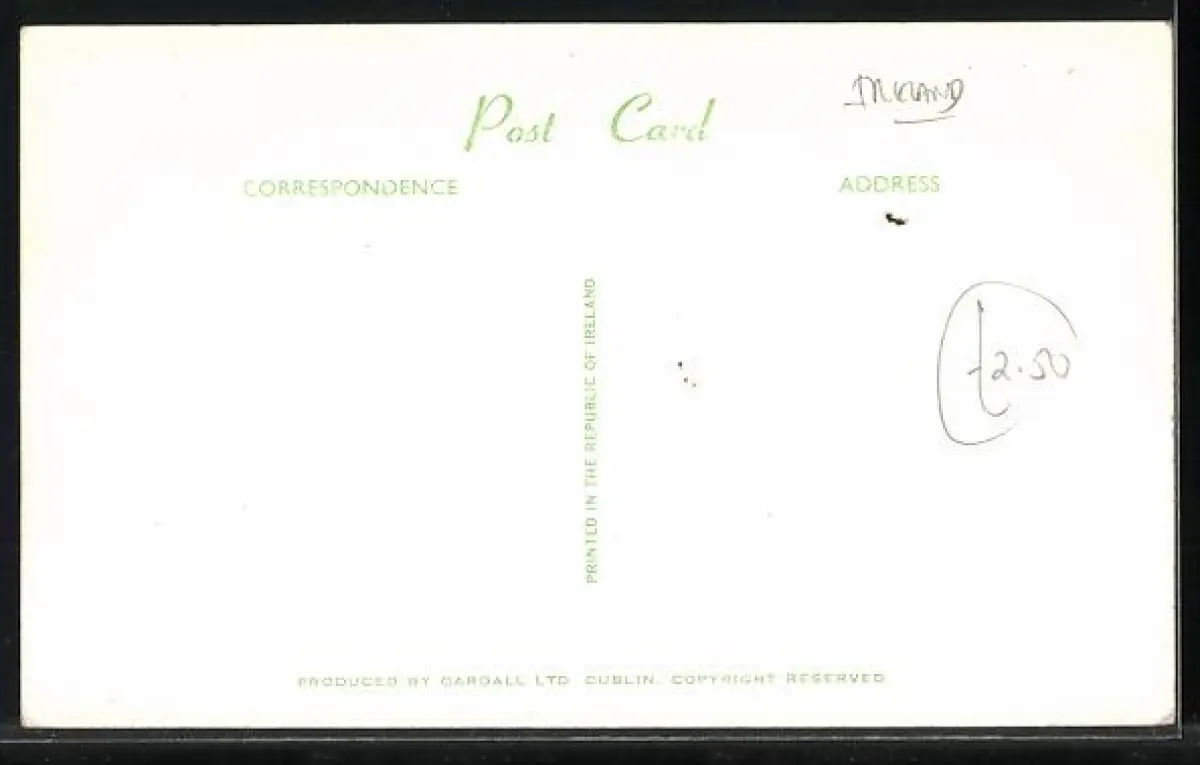 Post Card
IRELAND
CORRESPONDENCE
ADDRESS
£2.50
PRINTED IN THE REPUBLIC OF IRELAND
PRODUCED BY CARDALL LTD DUBLIN. COPYRIGHT RESERVED